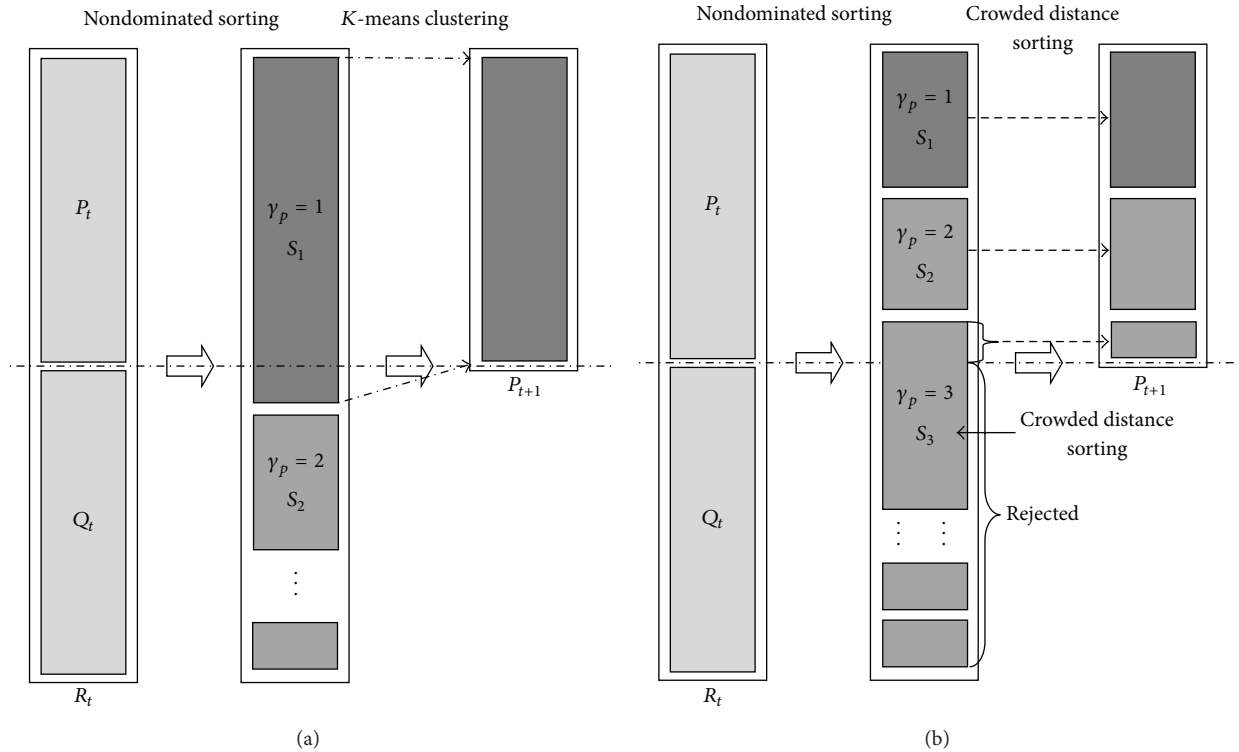 Nondominated sorting
K-means clustering
P_t
Q_t
R_t
γ_p = 1
S_1
γ_p = 2
S_2
⋮
P_{t+1}
(a)
Nondominated sorting
Crowded distance
sorting
P_t
Q_t
R_t
γ_p = 1
S_1
γ_p = 2
S_2
γ_p = 3
S_3
⋮ ⋮
P_{t+1}
Crowded distance
sorting
Rejected
(b)